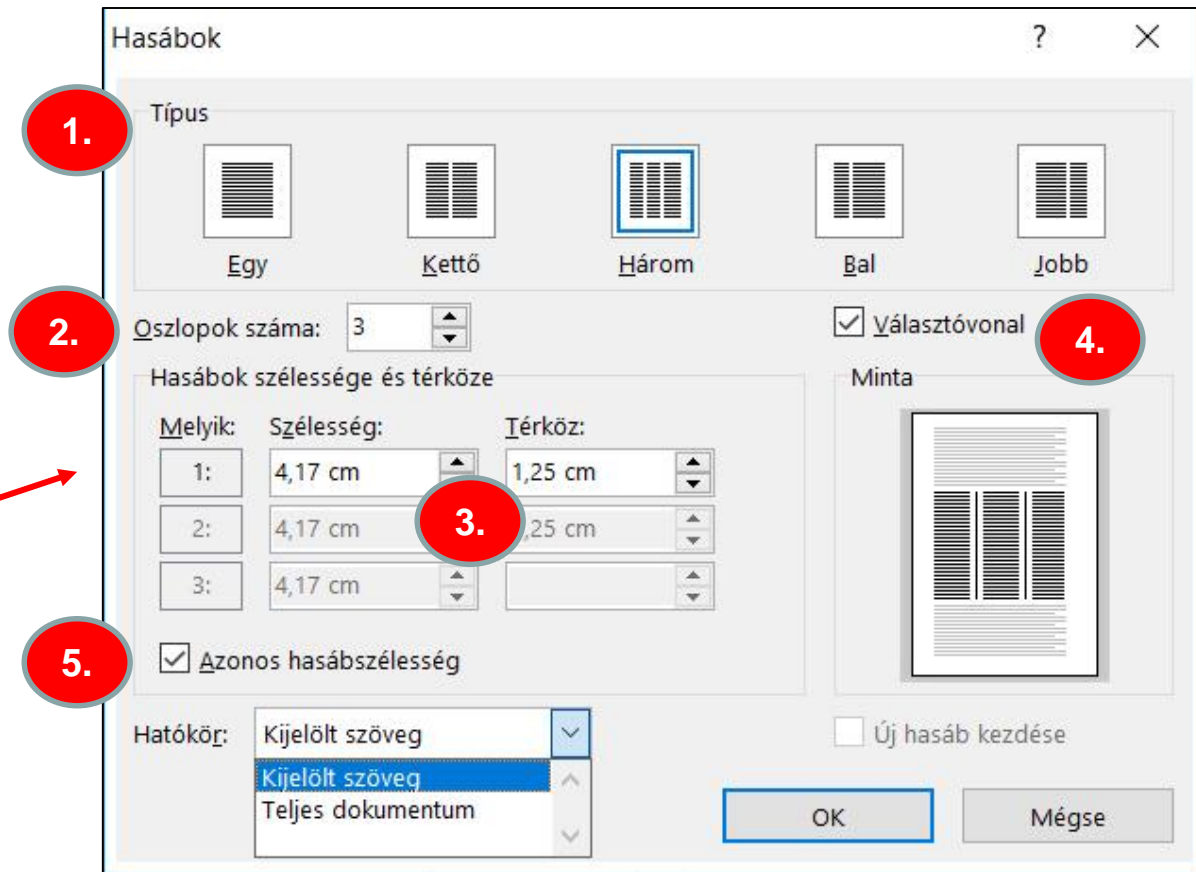 Hasábok ?
1. Típus
Egy Kettő Három Bal Jobb
2. Oszlopok száma: 3 Választóvonal 4.
Hasábok szélessége és térköze Minta
Melyik: Szélesség: Térköz:
1: 4,17 cm 1,25 cm
2: 4,17 cm 3. ,25 cm
3: 4,17 cm
5. Azonos hasábszélesség
Hatókör: Kijelölt szöveg Új hasáb kezdése
Kijelölt szöveg
Teljes dokumentum
OK Mégse